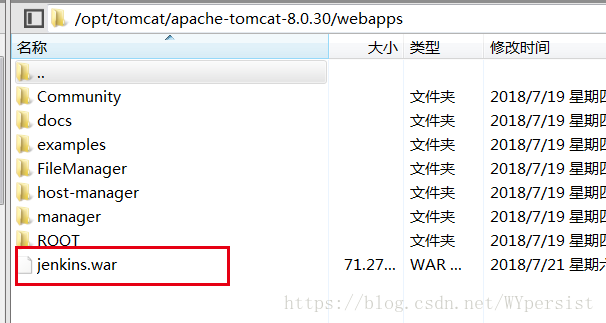 /opt/tomcat/apache-tomcat-8.0.30/webapps
名称 大小 类型 修改时间
..
Community 文件夹 2018/7/19 星期四
docs 文件夹 2018/7/19 星期四
examples 文件夹 2018/7/19 星期四
FileManager 文件夹 2018/7/19 星期四
host-manager 文件夹 2018/7/19 星期四
manager 文件夹 2018/7/19 星期四
ROOT 文件夹 2018/7/19 星期四
jenkins.war 71.27... WAR ... 2018/7/21 星期六
https://blog.csdn.net/WYpersist